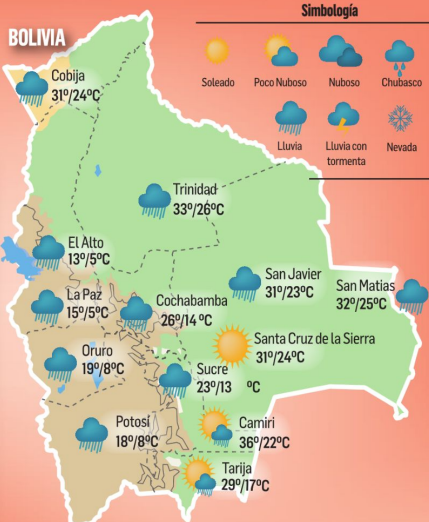 Simbología
BOLIVIA
Soleado
Poco Nuboso
Nuboso
Chubasco
Lluvia
Lluvia con
tormenta
Nevada
Cobija
31º/24ºC
Trinidad
33º/26ºC
El Alto
13º/5ºC
La Paz
15º/5ºC
Cochabamba
26º/14 ºC
San Javier
31º/23ºC
San Matias
32º/25ºC
Santa Cruz de la Sierra
31º/24ºC
Oruro
19º/8ºC
Sucre
23º/13 ºC
Potosí
18º/8ºC
Camiri
36º/22ºC
Tarija
29º/17ºC